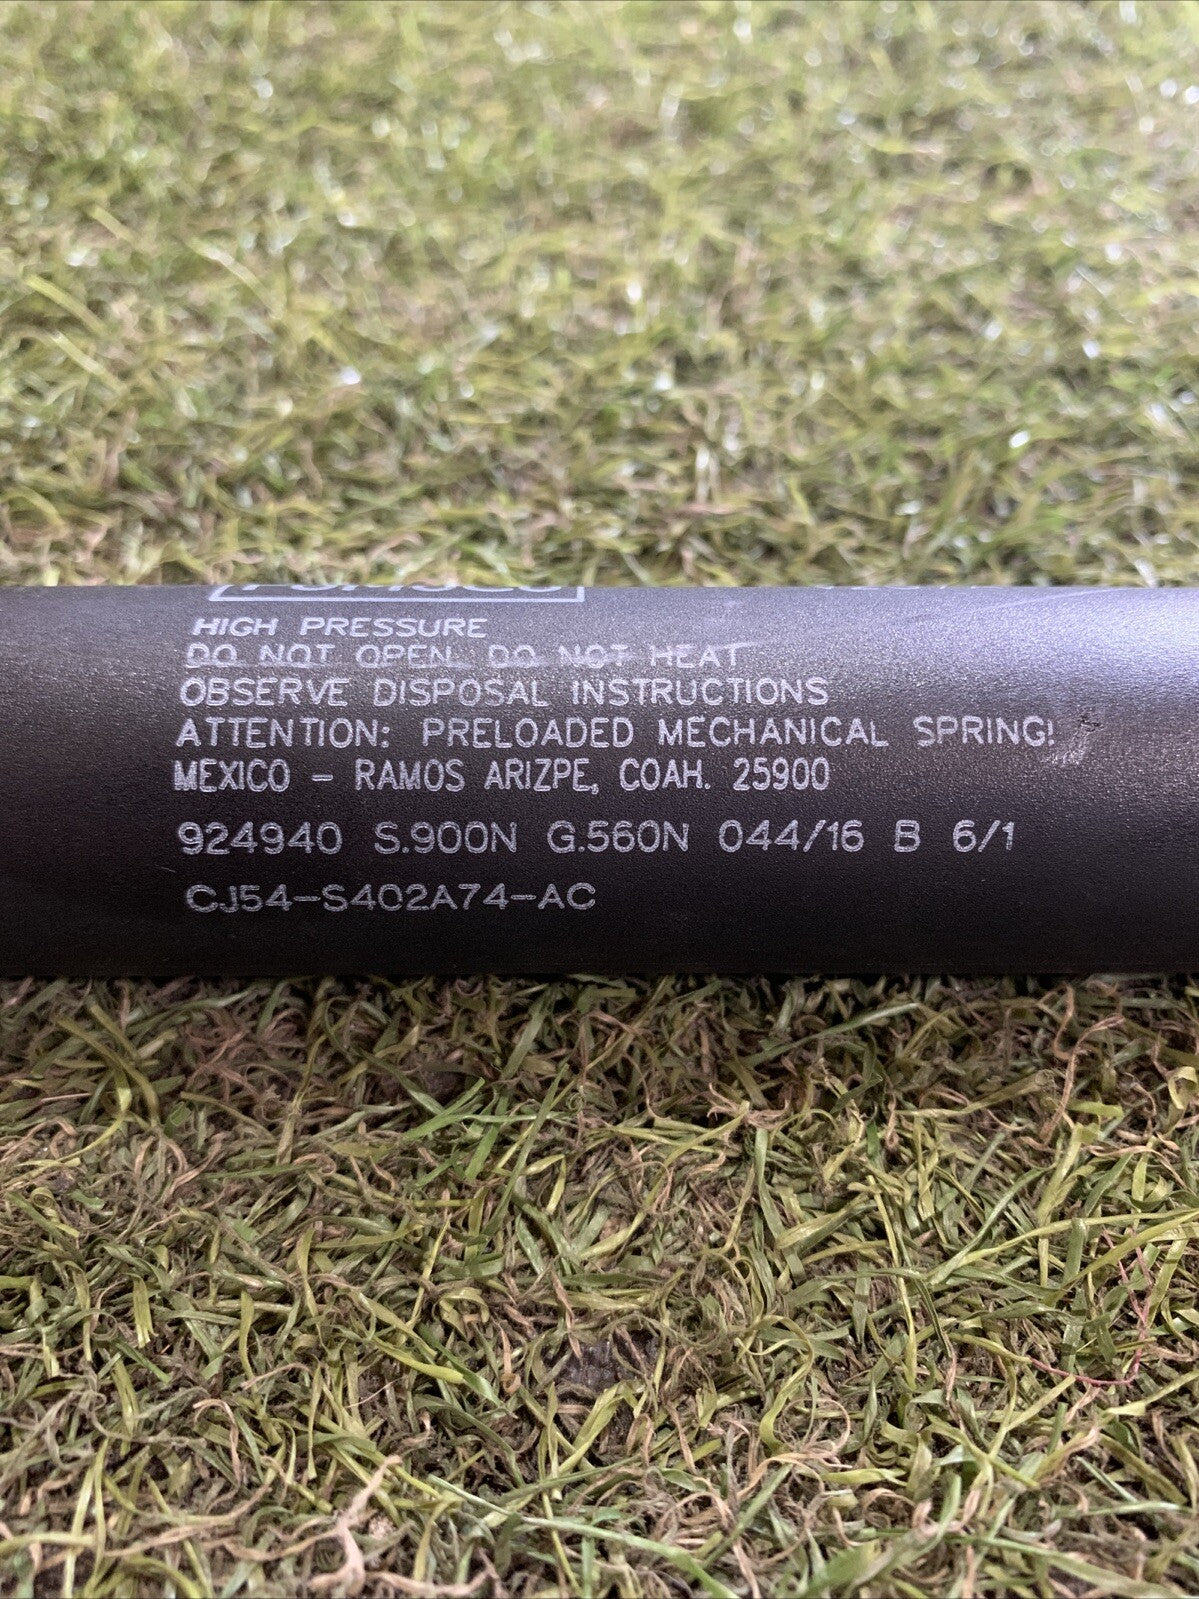 HIGH PRESSURE
DO NOT OPEN. DO NOT HEAT
OBSERVE DISPOSAL INSTRUCTIONS
ATTENTION: PRELOADED MECHANICAL SPRING!
MEXICO - RAMOS ARIZPE, COAH. 25900
924940 S.900N G.560N 044/16 B 6/1
CJ54-S402A74-AC